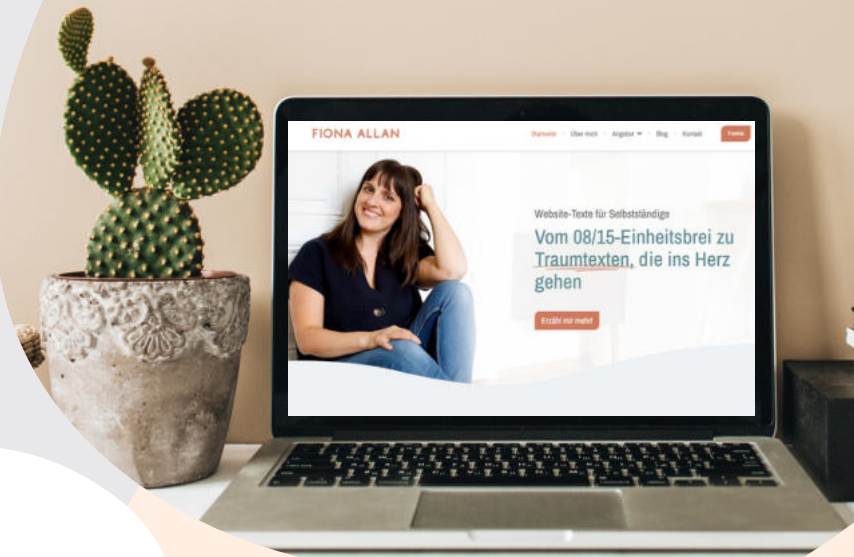 FIONA ALLAN
Startseite Über mich Angebot Blog Kontakt
Website-Texte für Selbstständige
Vom 08/15-Einheitsbrei zu
Traumtexten, die ins Herz
gehen
Erzähl mir mehr!